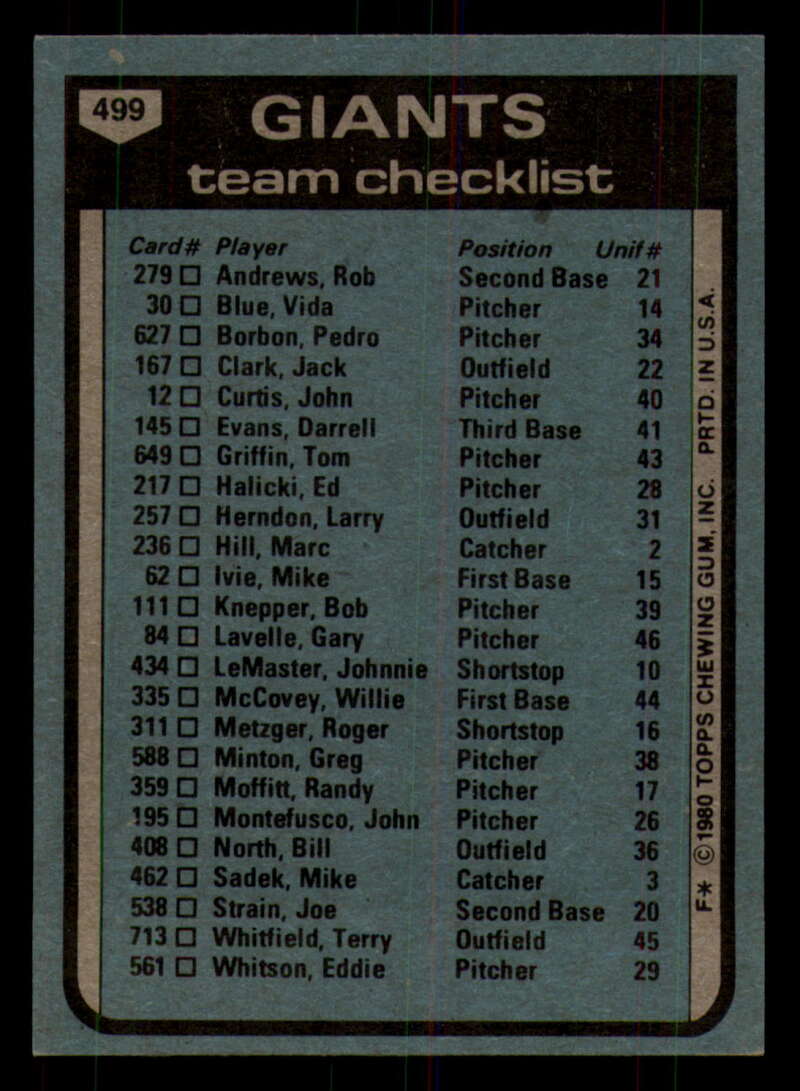 499
GIANTS
team checklist
Card# Player Position Unif#
279 ☐ Andrews, Rob Second Base 21
30 ☐ Blue, Vida Pitcher 14
627 ☐ Borbon, Pedro Pitcher 34
167 ☐ Clark, Jack Outfield 22
12 ☐ Curtis, John Pitcher 40
145 ☐ Evans, Darrell Third Base 41
649 ☐ Griffin, Tom Pitcher 43
217 ☐ Halicki, Ed Pitcher 28
257 ☐ Herndon, Larry Outfield 31
236 ☐ Hill, Marc Catcher 2
62 ☐ Ivie, Mike First Base 15
111 ☐ Knepper, Bob Pitcher 39
84 ☐ Lavelle, Gary Pitcher 46
434 ☐ LeMaster, Johnnie Shortstop 10
335 ☐ McCovey, Willie First Base 44
311 ☐ Metzger, Roger Shortstop 16
588 ☐ Minton, Greg Pitcher 38
359 ☐ Moffitt, Randy Pitcher 17
195 ☐ Montefusco, John Pitcher 26
408 ☐ North, Bill Outfield 36
462 ☐ Sadek, Mike Catcher 3
538 ☐ Strain, Joe Second Base 20
713 ☐ Whitfield, Terry Outfield 45
561 ☐ Whitson, Eddie Pitcher 29
F* ©1980 TOPPS CHEWING GUM, INC. PRTD. IN U.S.A.